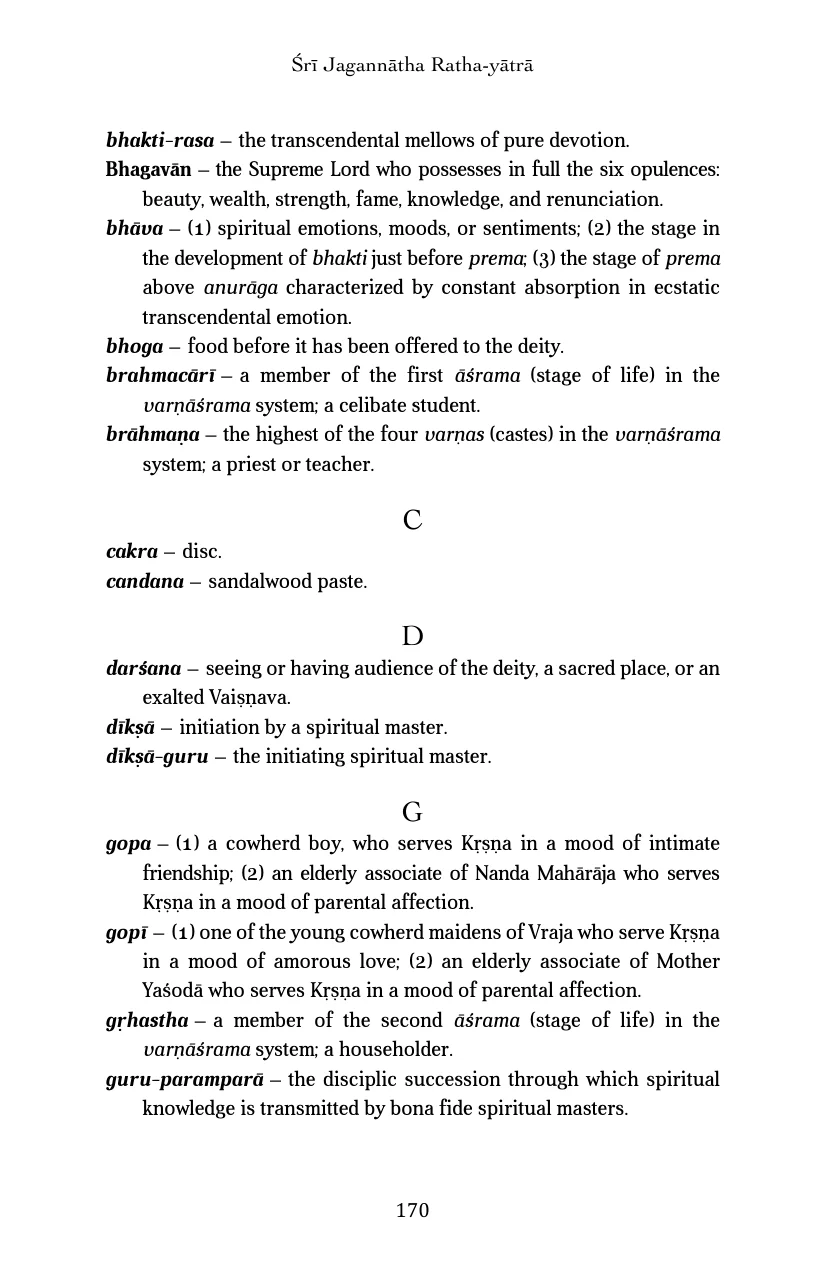 Śrī Jagannātha Ratha-yātrā
bhakti-rasa – the transcendental mellows of pure devotion.
Bhagavān – the Supreme Lord who possesses in full the six opulences:
beauty, wealth, strength, fame, knowledge, and renunciation.
bhāva – (1) spiritual emotions, moods, or sentiments; (2) the stage in
the development of bhakti just before prema; (3) the stage of prema
above anurāga characterized by constant absorption in ecstatic
transcendental emotion.
bhoga – food before it has been offered to the deity.
brahmacārī – a member of the first āśrama (stage of life) in the
varṇāśrama system; a celibate student.
brāhmaṇa – the highest of the four varṇas (castes) in the varṇāśrama
system; a priest or teacher.
C
cakra – disc.
candana – sandalwood paste.
D
darśana – seeing or having audience of the deity, a sacred place, or an
exalted Vaiṣṇava.
dīkṣā – initiation by a spiritual master.
dīkṣā-guru – the initiating spiritual master.
G
gopa – (1) a cowherd boy, who serves Kṛṣṇa in a mood of intimate
friendship; (2) an elderly associate of Nanda Mahārāja who serves
Kṛṣṇa in a mood of parental affection.
gopī – (1) one of the young cowherd maidens of Vraja who serve Kṛṣṇa
in a mood of amorous love; (2) an elderly associate of Mother
Yaśodā who serves Kṛṣṇa in a mood of parental affection.
gṛhastha – a member of the second āśrama (stage of life) in the
varṇāśrama system; a householder.
guru-paramparā – the disciplic succession through which spiritual
knowledge is transmitted by bona fide spiritual masters.
170